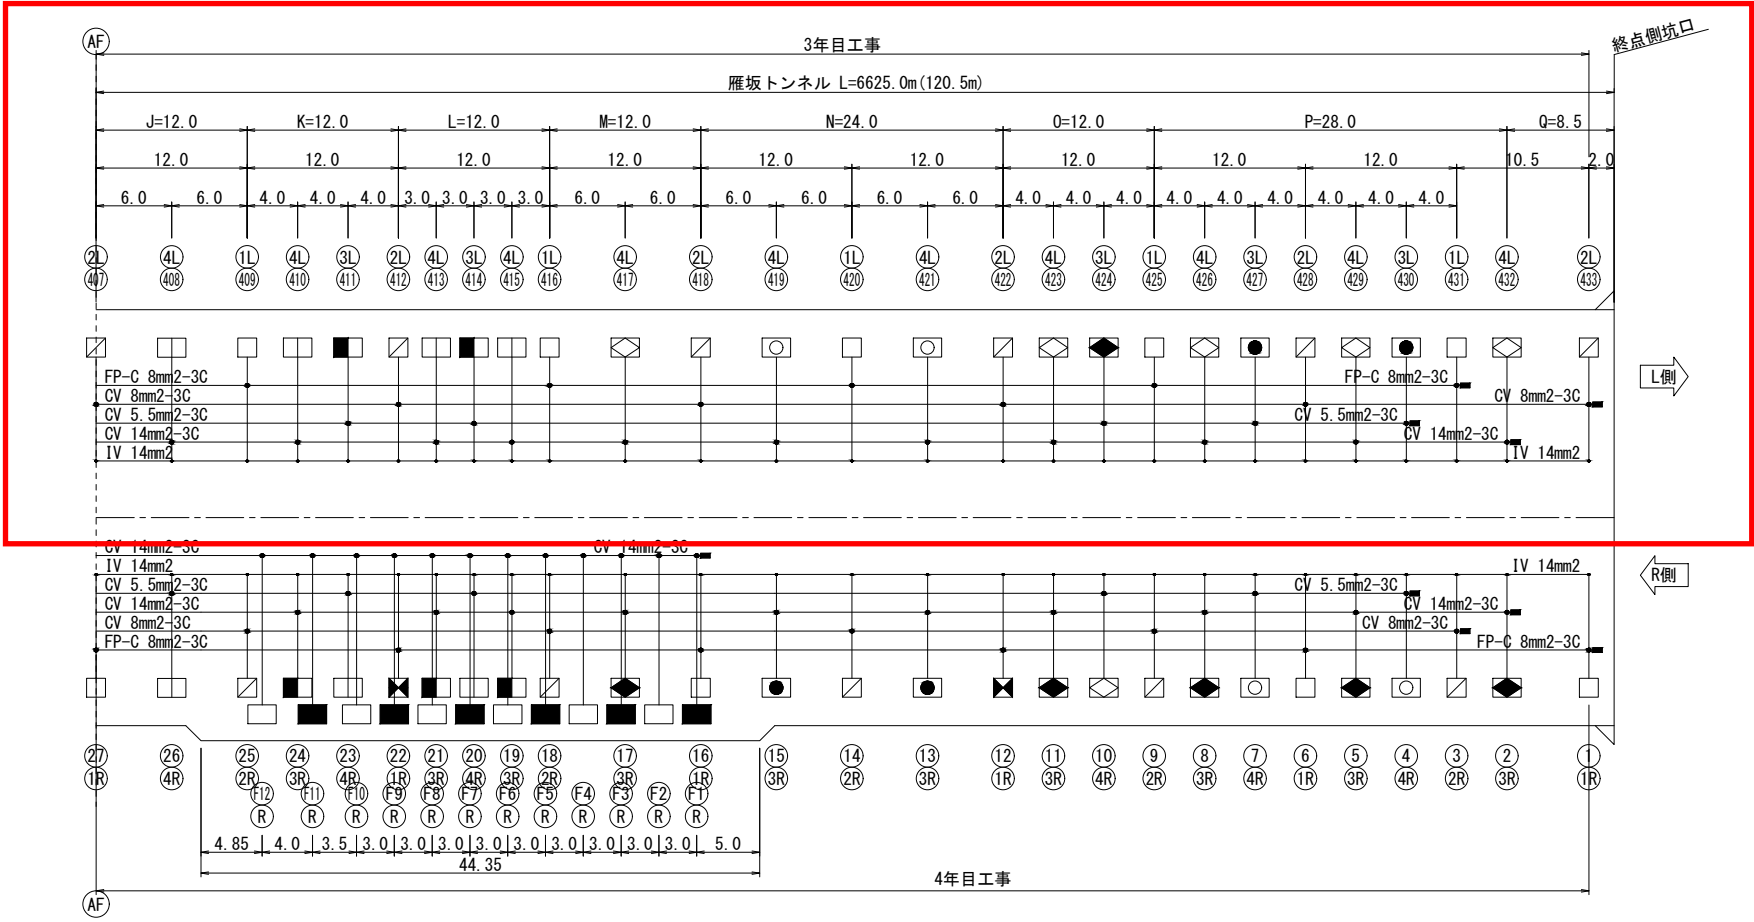 AF
3年目工事
終点側坑口
雁坂トンネル L=6625.0m(120.5m)
J=12.0 K=12.0 L=12.0 M=12.0 N=24.0 O=12.0 P=28.0 Q=8.5
12.0 12.0 12.0 12.0 12.0 12.0 12.0 12.0 12.0 10.5 2.0
6.0 6.0 4.0 4.0 4.0 3.0 3.0 3.0 3.0 6.0 6.0 6.0 6.0 6.0 6.0 4.0 4.0 4.0 4.0 4.0 4.0 4.0 4.0 4.0
2L 4L 1L 4L 3L 2L 4L 3L 4L 1L 4L 2L 4L 1L 4L 2L 4L 3L 1L 4L 3L 2L 4L 3L 1L 4L 2L
407 408 409 410 411 412 413 414 415 416 417 418 419 420 421 422 423 424 425 426 427 428 429 430 431 432 433
FP-C 8mm2-3C FP-C 8mm2-3C
L側
CV 8mm2-3C CV 8mm2-3C
CV 5.5mm2-3C CV 5.5mm2-3C
CV 14mm2-3C CV 14mm2-3C
IV 14mm2 IV 14mm2
CV 14mm2-3C CV 14mm2-3C
IV 14mm2 IV 14mm2
R側
CV 5.5mm2-3C CV 5.5mm2-3C
CV 14mm2-3C CV 14mm2-3C
CV 8mm2-3C CV 8mm2-3C
FP-C 8mm2-3C FP-C 8mm2-3C
27 26 25 24 23 22 21 20 19 18 17 16 15 14 13 12 11 10 9 8 7 6 5 4 3 2 1
1R 4R 2R 3R 4R 1R 3R 4R 3R 2R 3R 1R 3R 2R 3R 1R 3R 4R 2R 3R 4R 1R 3R 4R 2R 3R 1R
F12 F11 F10 F9 F8 F7 F6 F5 F4 F3 F2 F1
R R R R R R R R R R R R
4.85 4.0 3.5 3.0 3.0 3.0 3.0 3.0 3.0 3.0 3.0 3.0 5.0
44.35
4年目工事
AF